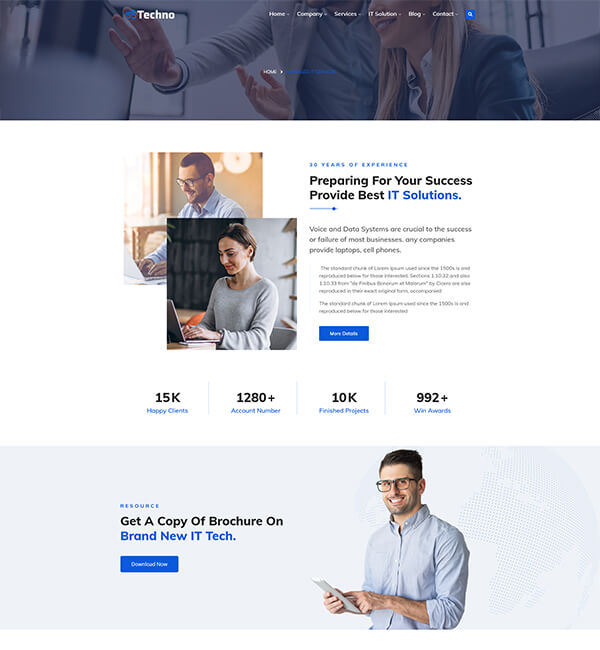 Techno
Home Company Services IT Solution Blog Contact
HOME
30 YEARS OF EXPERIENCE
Preparing For Your Success
Provide Best IT Solutions.
Voice and Data Systems are crucial to the success
or failure of most businesses. any companies
provide laptops, cell phones.
The standard chunk of Lorem Ipsum used since the 1500s is and
reproduced below for those interested. Sections 1.10.32 and also
1.10.33 from "de Finibus Bonorum et Malorum" by Cicero are also
reproduced in their exact original form, accompanied
The standard chunk of Lorem Ipsum used since the 1500s is and
reproduced below for those interested
More Details
15K 1280+ 10K 992+
Happy Clients Account Number Finished Projects Win Awards
RESOURCE
Get A Copy Of Brochure On
Brand New IT Tech.
Download Now